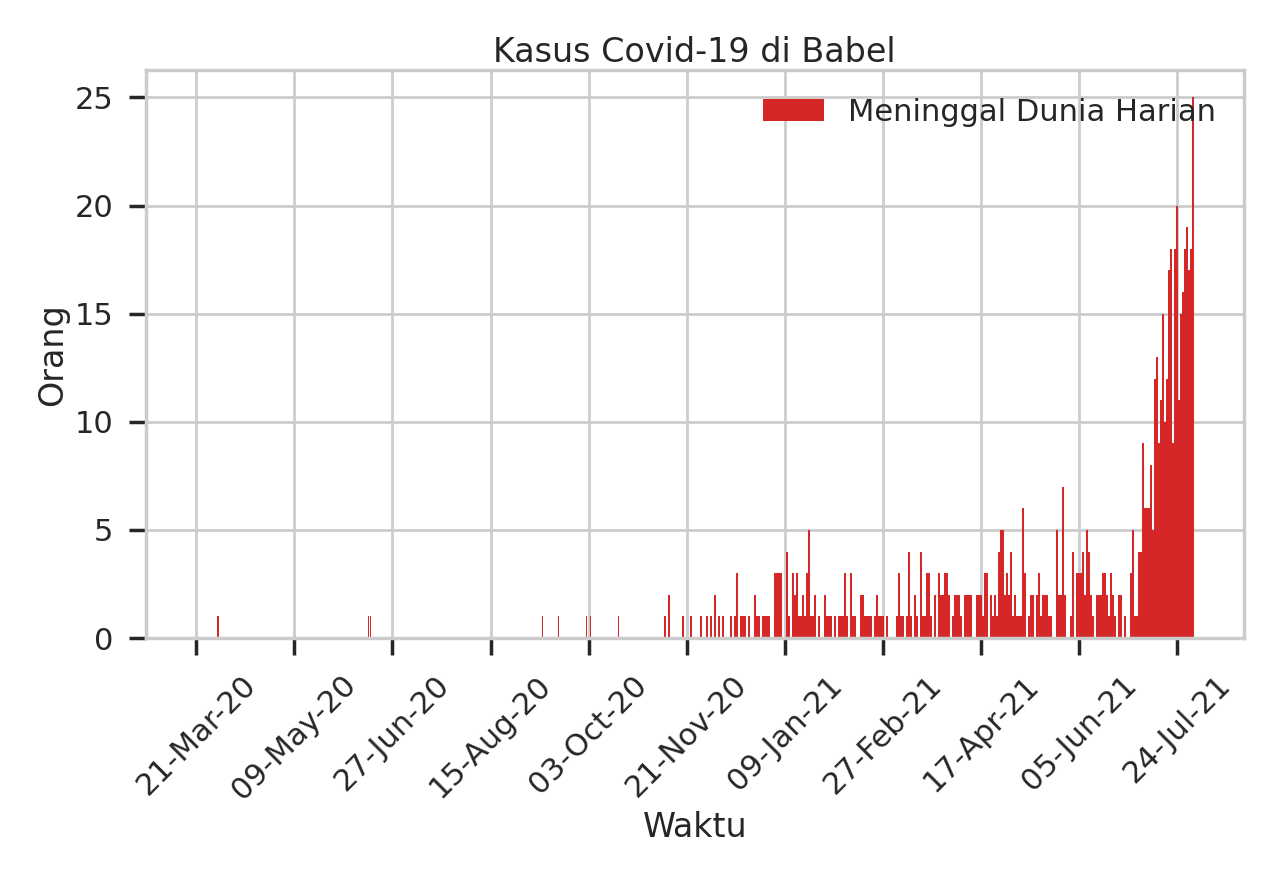 Kasus Covid-19 di Babel
Meninggal Dunia Harian
Orang
25
20
15
10
5
0
21-Mar-20
09-May-20
27-Jun-20
15-Aug-20
03-Oct-20
21-Nov-20
09-Jan-21
27-Feb-21
17-Apr-21
05-Jun-21
24-Jul-21
Waktu